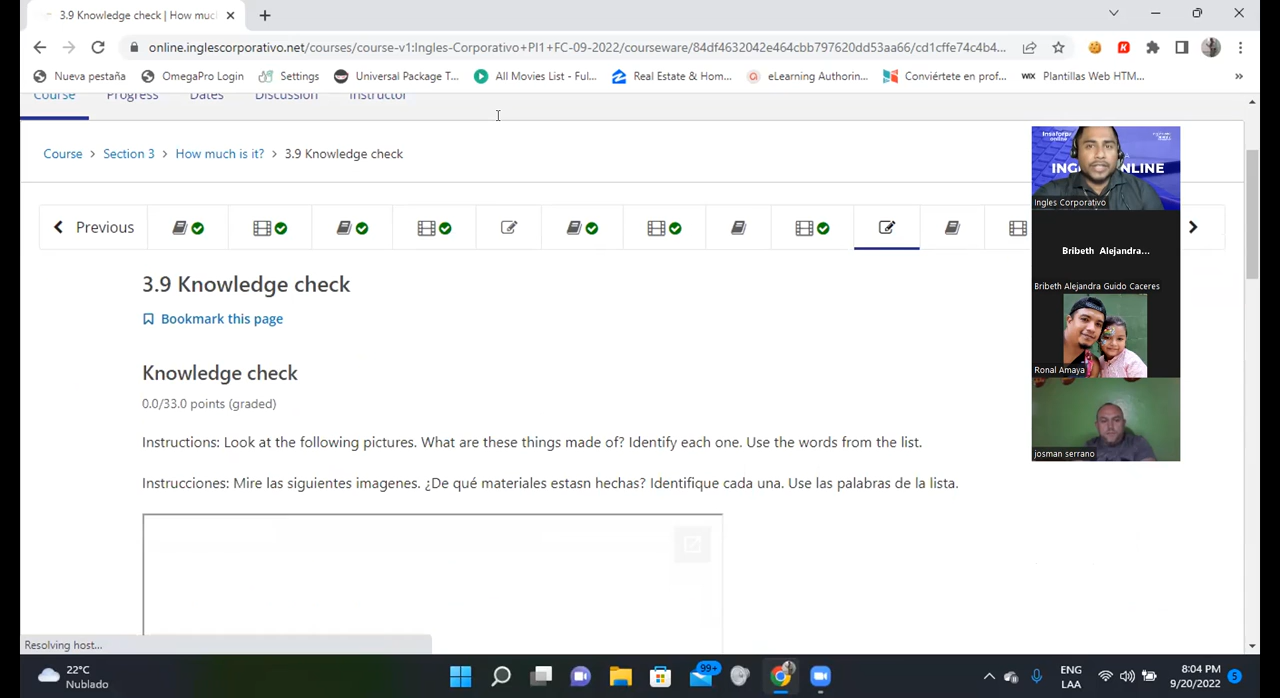 3.9 Knowledge check | How muc
online.inglescorporativo.net/courses/course-v1:Ingles-Corporativo+PI1+FC-09-2022/courseware/84df4632042e464cbb797620dd53aa66/cd1cffe74c4b4...
Nueva pestaña
OmegaPro Login
Settings
Universal Package T...
All Movies List - Ful...
Real Estate & Hom...
eLearning Authorin...
Conviértete en prof...
WIX Plantillas Web HTM...
»
Course Progress Dates Discussion Instructor
Course > Section 3 > How much is it? > 3.9 Knowledge check
Previous
3.9 Knowledge check
Bookmark this page
Knowledge check
0.0/33.0 points (graded)
Instructions: Look at the following pictures. What are these things made of? Identify each one. Use the words from the list.
Instrucciones: Mire las siguientes imagenes. ¿De qué materiales estasn hechas? Identifique cada una. Use las palabras de la lista.
Ingles Corporativo
Bribeth Alejandra...
Bribeth Alejandra Guido Caceres
Ronal Amaya
josman serrano
Resolving host...
22°C
Nublado
99+
ENG
LAA
8:04 PM
9/20/2022
5